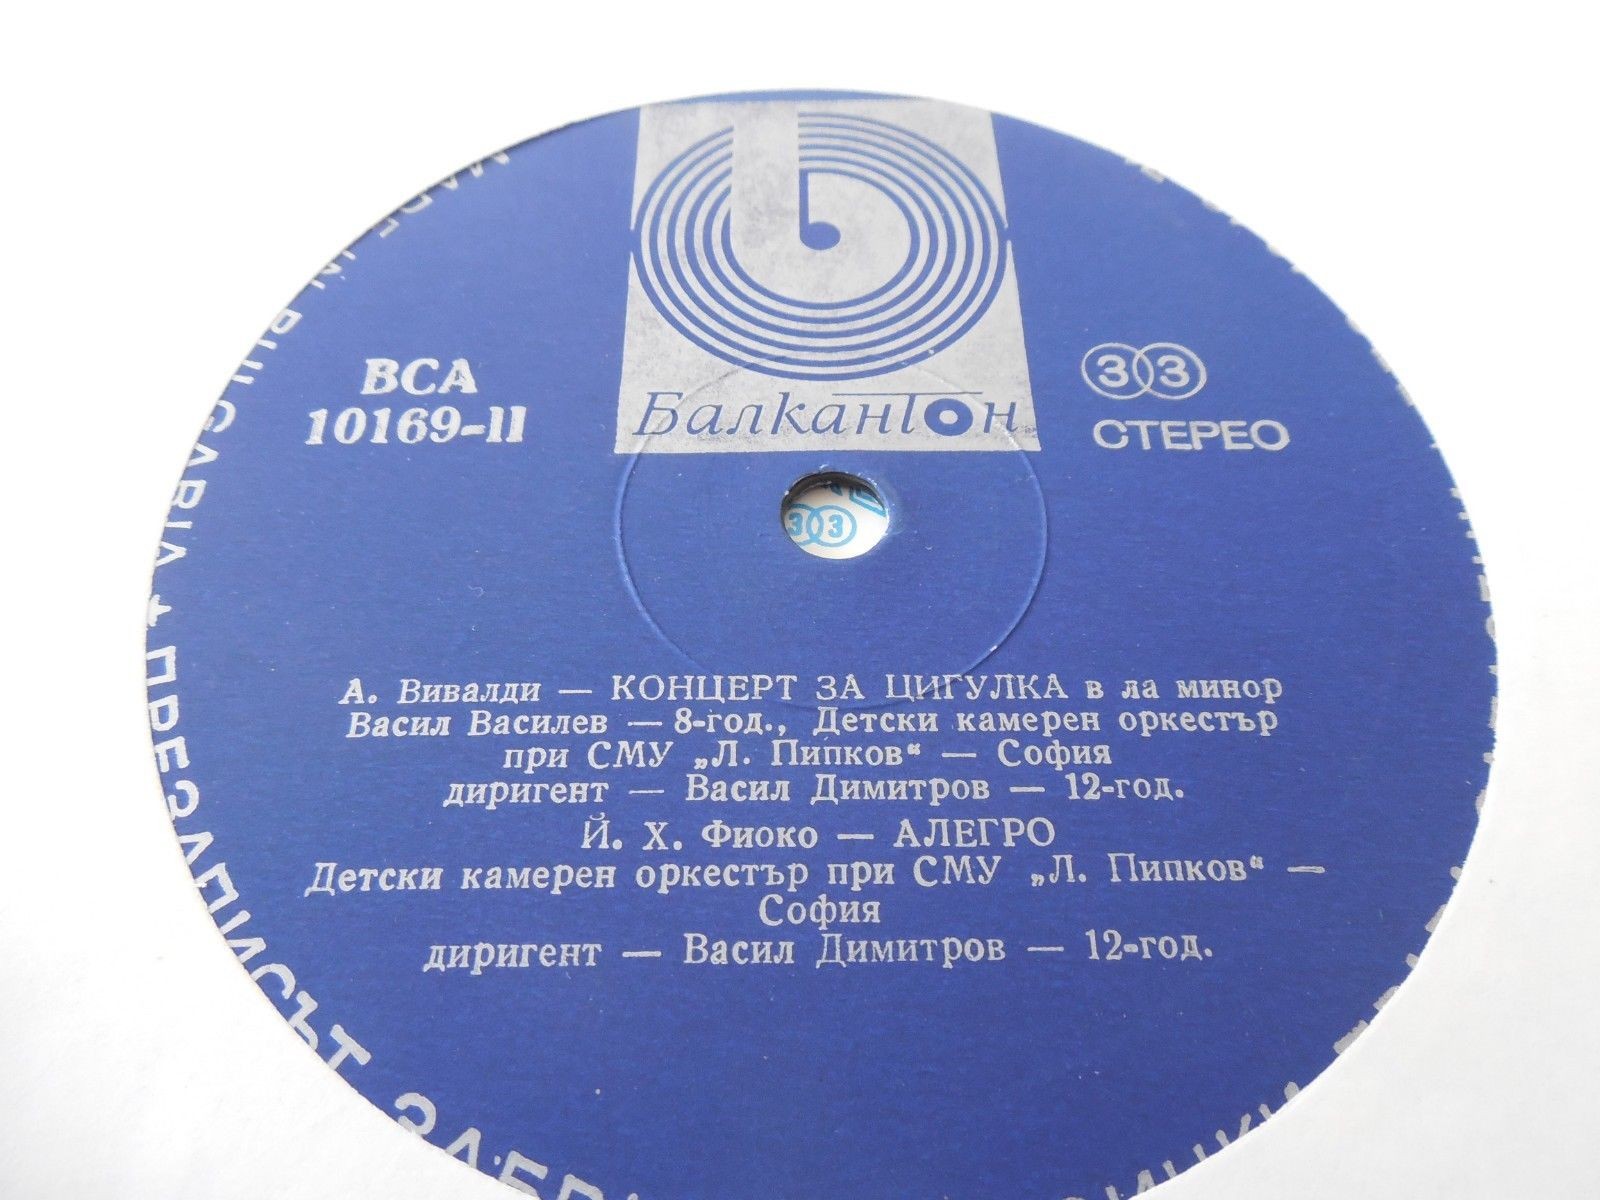 Балкантон
ВСА
10169-II
33
СТЕРЕО
33
А. Вивалди — КОНЦЕРТ ЗА ЦИГУЛКА в ла минор
Васил Василев — 8-год., Детски камерен оркестър
при СМУ „Л. Пипков“ — София
диригент — Васил Димитров — 12-год.
Й. Х. Фиоко — АЛЕГРО
Детски камерен оркестър при СМУ „Л. Пипков“ —
София
диригент — Васил Димитров — 12-год.
BULGARIA ★ ПРЕЗАПИСЪТ